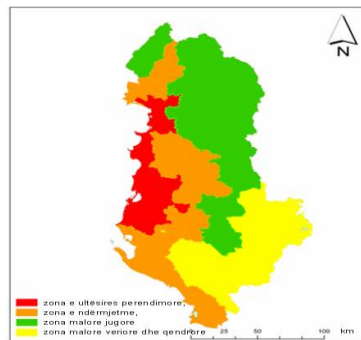 N
zona e ultësires perendimore,
zona e ndërmjetme,
zona malore jugore
zona malore veriore dhe qendrore
0 25 50 100 km